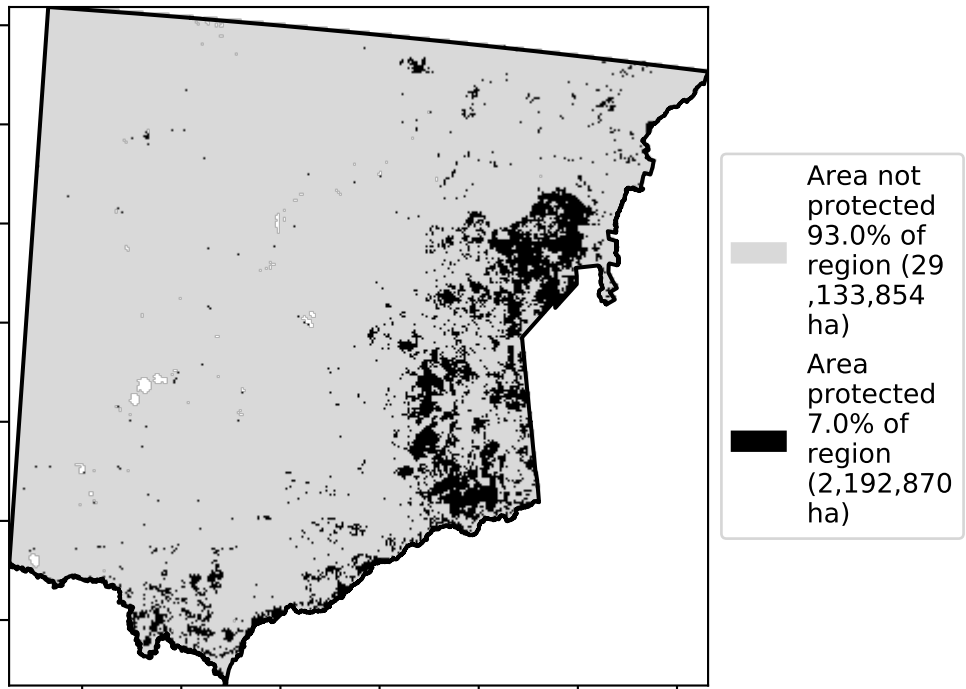 Area not
protected
93.0% of
region (29
,133,854
ha)
Area
protected
7.0% of
region
(2,192,870
ha)